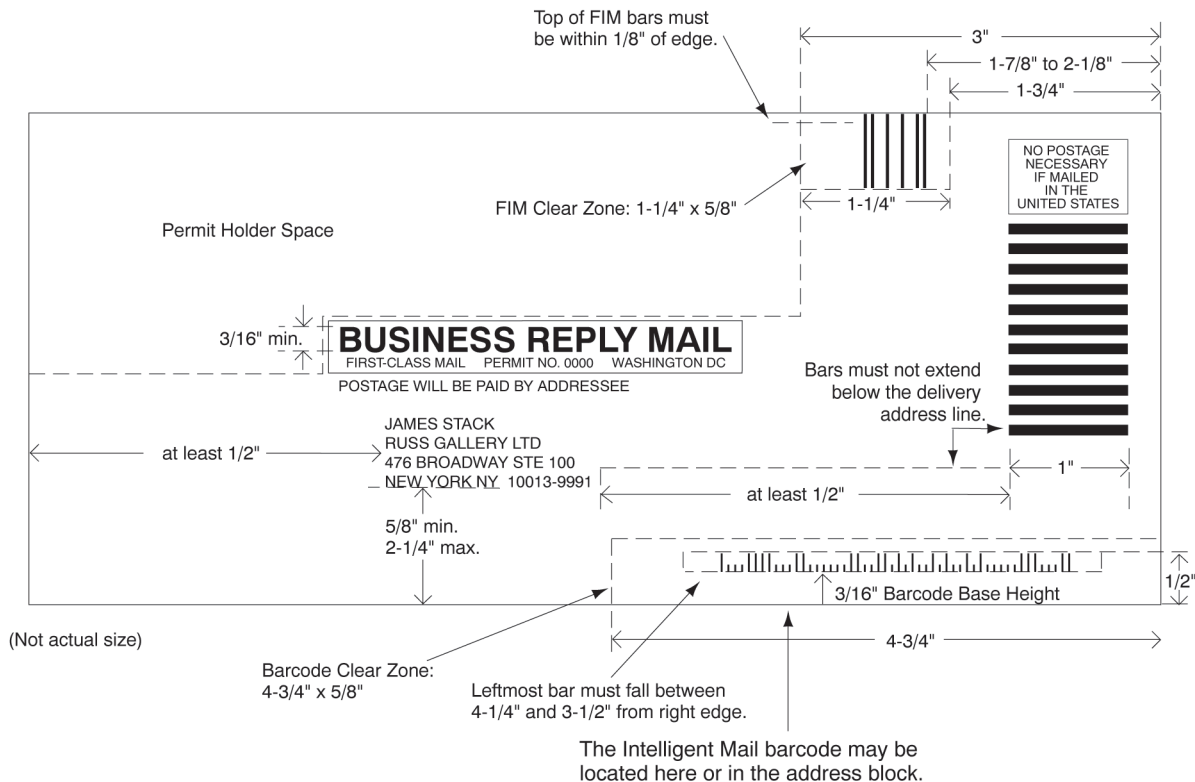 Top of FIM bars must
be within 1/8" of edge.
3"
1-7/8" to 2-1/8"
1-3/4"
NO POSTAGE
NECESSARY
IF MAILED
IN THE
UNITED STATES
FIM Clear Zone: 1-1/4" x 5/8"
1-1/4"
Permit Holder Space
3/16" min.
BUSINESS REPLY MAIL
FIRST-CLASS MAIL PERMIT NO. 0000 WASHINGTON DC
POSTAGE WILL BE PAID BY ADDRESSEE
Bars must not extend
below the delivery
address line.
JAMES STACK
RUSS GALLERY LTD
476 BROADWAY STE 100
NEW YORK NY 10013-9991
at least 1/2"
1"
at least 1/2"
5/8" min.
2-1/4" max.
1/2"
3/16" Barcode Base Height
(Not actual size)
4-3/4"
Barcode Clear Zone:
4-3/4" x 5/8"
Leftmost bar must fall between
4-1/4" and 3-1/2" from right edge.
The Intelligent Mail barcode may be
located here or in the address block.